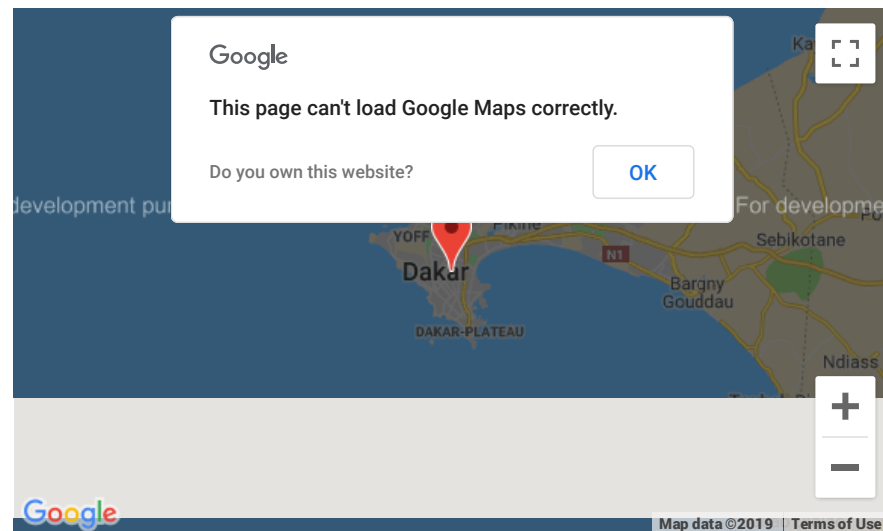 Google
This page can't load Google Maps correctly.
Do you own this website?
OK
development pur
For developme
YOFF
Dakar
DAKAR-PLATEAU
N1
Sebikotane
Bargny
Gouddau
Ndiass
Google
Map data ©2019
Terms of Use